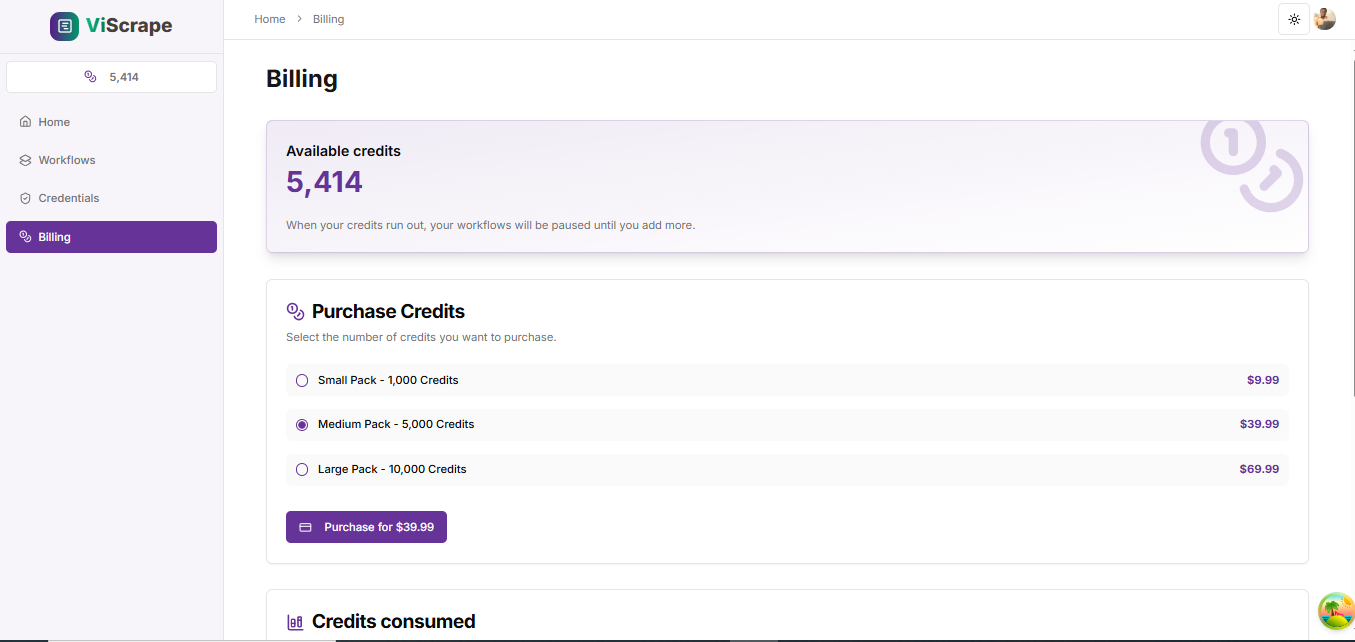 ViScrape
5,414
Home
Workflows
Credentials
Billing
Home > Billing
Billing
Available credits
5,414
When your credits run out, your workflows will be paused until you add more.
Purchase Credits
Select the number of credits you want to purchase.
Small Pack - 1,000 Credits $9.99
Medium Pack - 5,000 Credits $39.99
Large Pack - 10,000 Credits $69.99
Purchase for $39.99
Credits consumed